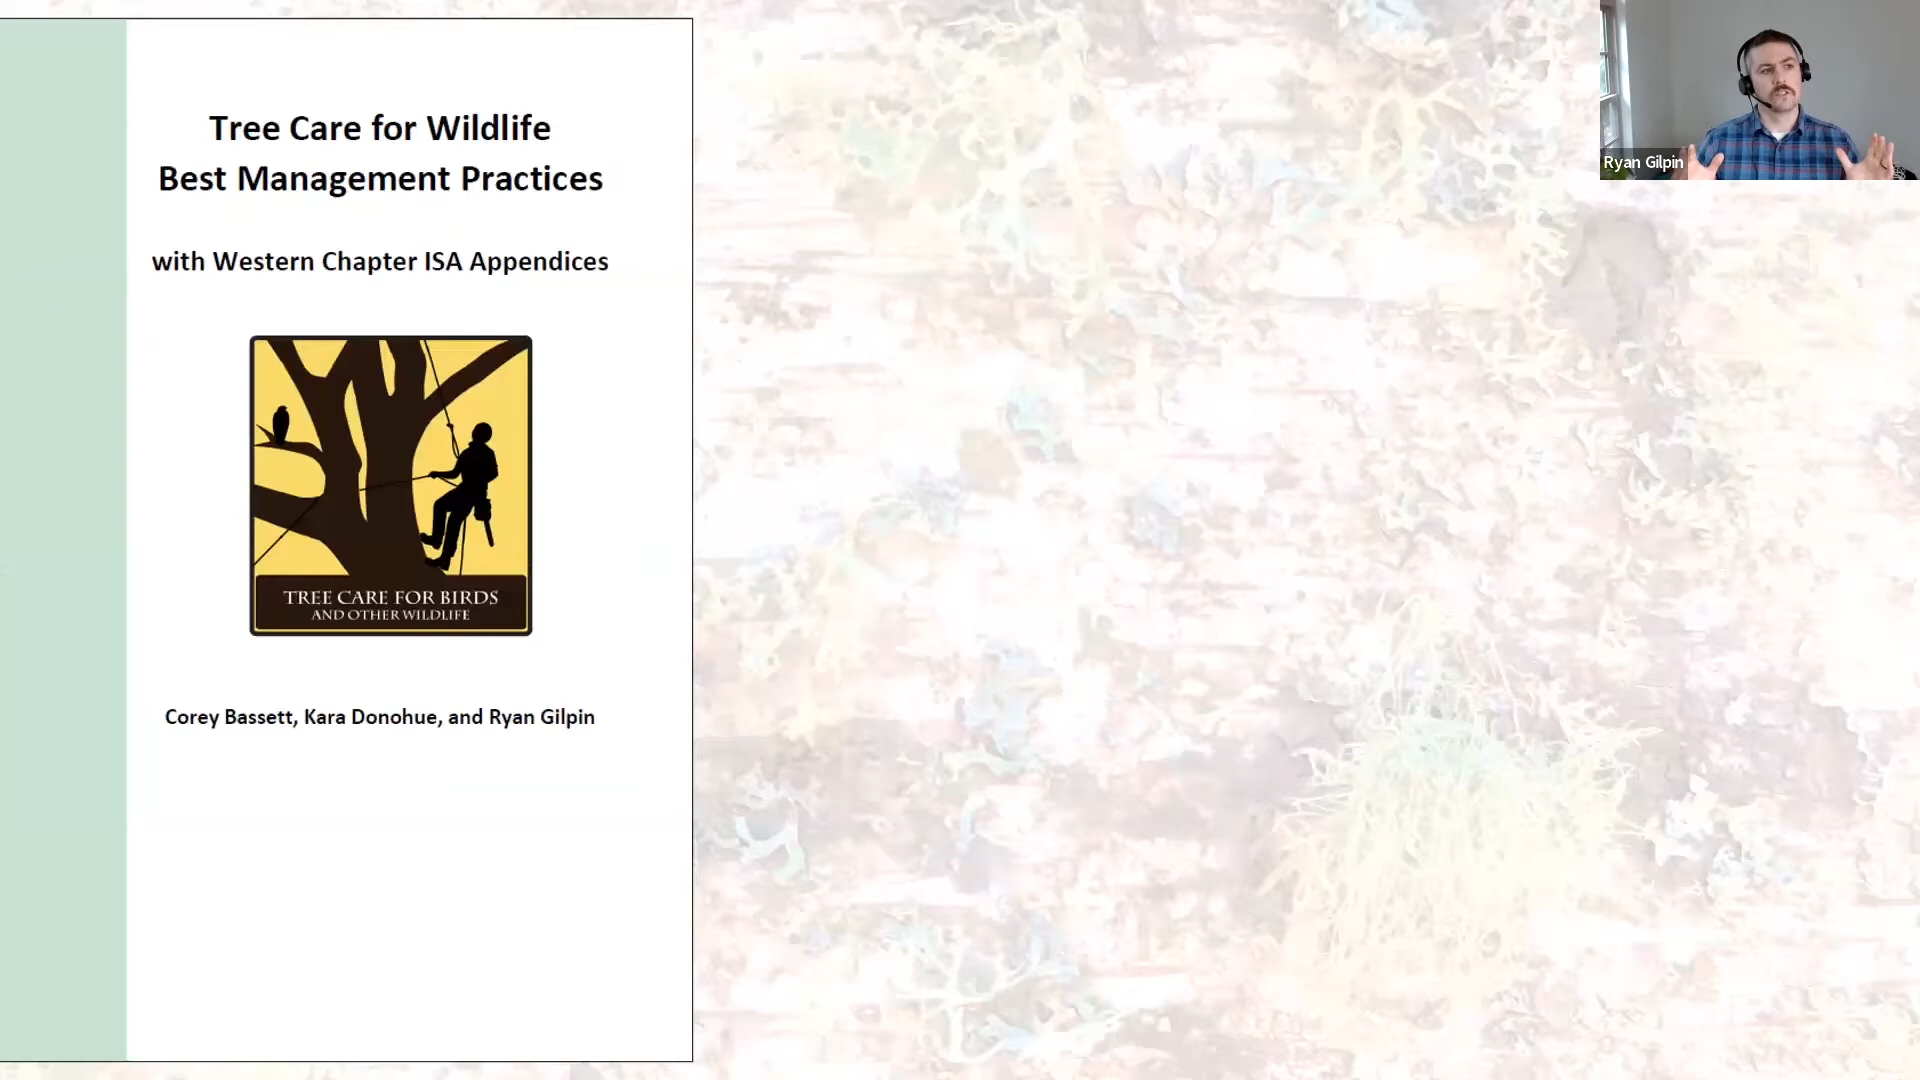 Tree Care for Wildlife
Best Management Practices
with Western Chapter ISA Appendices
TREE CARE FOR BIRDS
AND OTHER WILDLIFE
Corey Bassett, Kara Donohue, and Ryan Gilpin
Ryan Gilpin